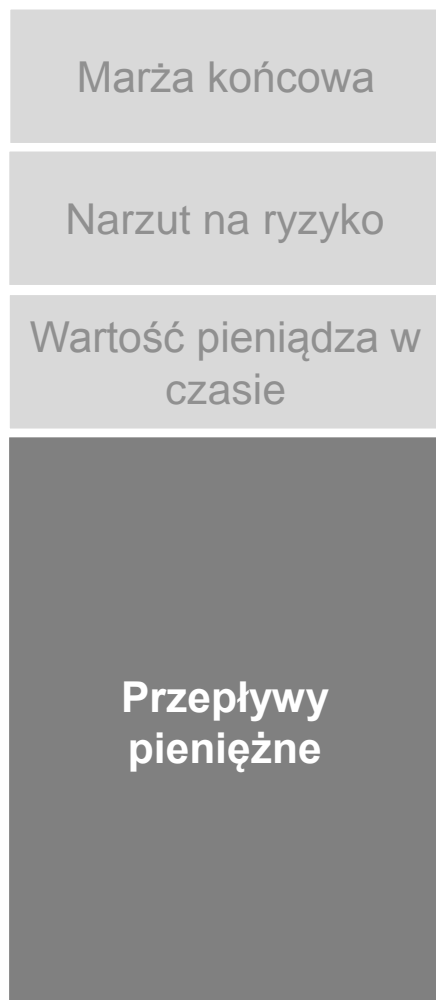 Marża końcowa
Narzut na ryzyko
Wartość pieniądza w
czasie
Przepływy
pieniężne